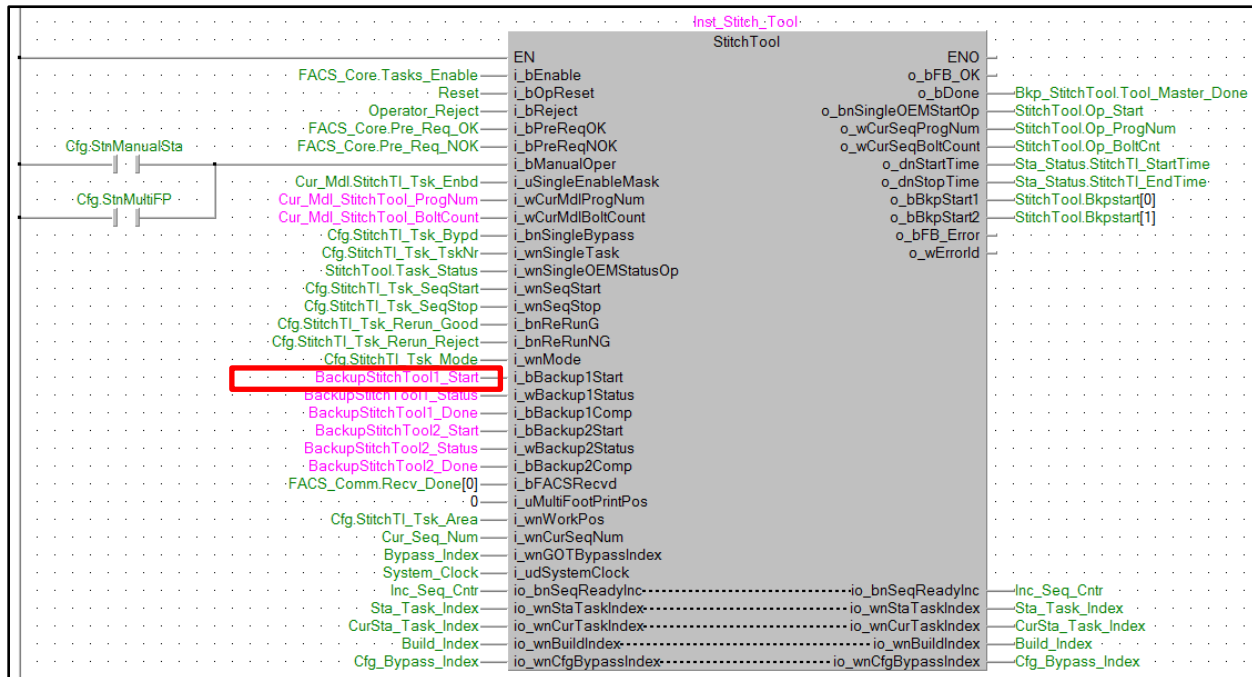 Inst_Stitch_Tool
StitchTool
EN ENO
FACS_Core.Tasks_Enable i_bEnable o_bFB_OK
Reset i_bOpReset o_bDone Bkp_StitchTool.Tool_Master_Done
Operator_Reject i_bReject o_bnSingleOEMStartOp StitchTool.Op_Start
FACS_Core.Pre_Req_OK i_bPreReqOK o_wCurSeqProgNum StitchTool.Op_ProgNum
Cfg.StnManualSta FACS_Core.Pre_Req_NOK i_bPreReqNOK o_wCurSeqBoltCount StitchTool.Op_BoltCnt
i_bManualOper o_dnStartTime Sta_Status.StitchTl_StartTime
Cur_Mdl.StitchTl_Tsk_Enbd i_uSingleEnableMask o_dnStopTime Sta_Status.StitchTl_EndTime
Cfg.StnMultiFP Cur_Mdl_StitchTool_ProgNum i_wCurMdlProgNum o_bBkpStart1 StitchTool.Bkpstart[0]
Cur_Mdl_StitchTool_BoltCount i_wCurMdlBoltCount o_bBkpStart2 StitchTool.Bkpstart[1]
Cfg.StitchTl_Tsk_Bypd i_bnSingleBypass o_bFB_Error
Cfg.StitchTl_Tsk_TskNr i_wnSingleTask o_wErrorId
StitchTool.Task_Status i_wnSingleOEMStatusOp
Cfg.StitchTl_Tsk_SeqStart i_wnSeqStart
Cfg.StitchTl_Tsk_SeqStop i_wnSeqStop
Cfg.StitchTl_Tsk_Rerun_Good i_bnReRunG
Cfg.StitchTl_Tsk_Rerun_Reject i_bnReRunNG
Cfg.StitchTl_Tsk_Mode i_wnMode
BackupStitchTool1_Start i_bBackup1Start
BackupStitchTool1_Status i_wBackup1Status
BackupStitchTool1_Done i_bBackup1Comp
BackupStitchTool2_Start i_bBackup2Start
BackupStitchTool2_Status i_wBackup2Status
BackupStitchTool2_Done i_bBackup2Comp
FACS_Comm.Recv_Done[0] i_bFACSRecvd
0 i_uMultiFootPrintPos
Cfg.StitchTl_Tsk_Area i_wnWorkPos
Cur_Seq_Num i_wnCurSeqNum
Bypass_Index i_wnGOTBypassIndex
System_Clock i_udSystemClock
Inc_Seq_Cntr io_bnSeqReadyInc io_bnSeqReadyInc Inc_Seq_Cntr
Sta_Task_Index io_wnStaTaskIndex io_wnStaTaskIndex Sta_Task_Index
CurSta_Task_Index io_wnCurTaskIndex io_wnCurTaskIndex CurSta_Task_Index
Build_Index io_wnBuildIndex io_wnBuildIndex Build_Index
Cfg_Bypass_Index io_wnCfgBypassIndex io_wnCfgBypassIndex Cfg_Bypass_Index